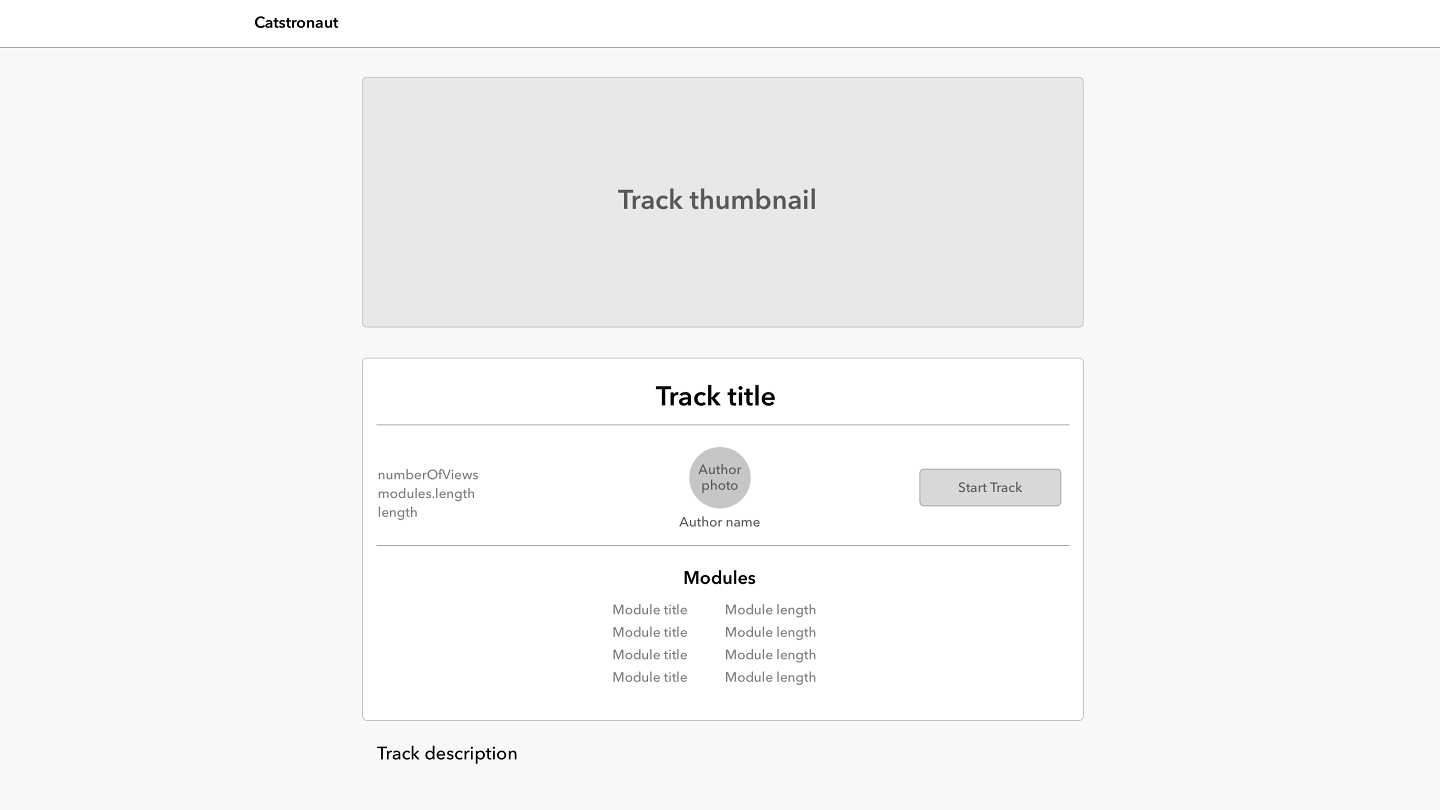 Catstronaut
Track thumbnail
Track title
numberOfViews
modules.length
length
Author
photo
Author name
Start Track
Modules
Module title Module length
Module title Module length
Module title Module length
Module title Module length
Track description